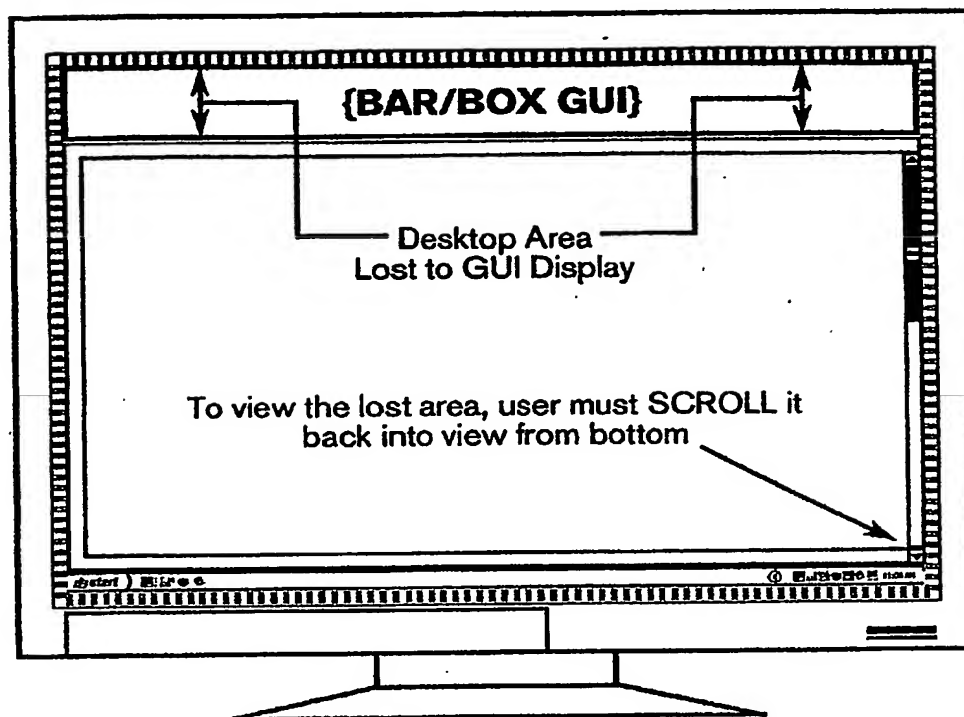 {BAR/BOX GUI}
Desktop Area
Lost to GUI Display
To view the lost area, user must SCROLL it
back into view from bottom
start